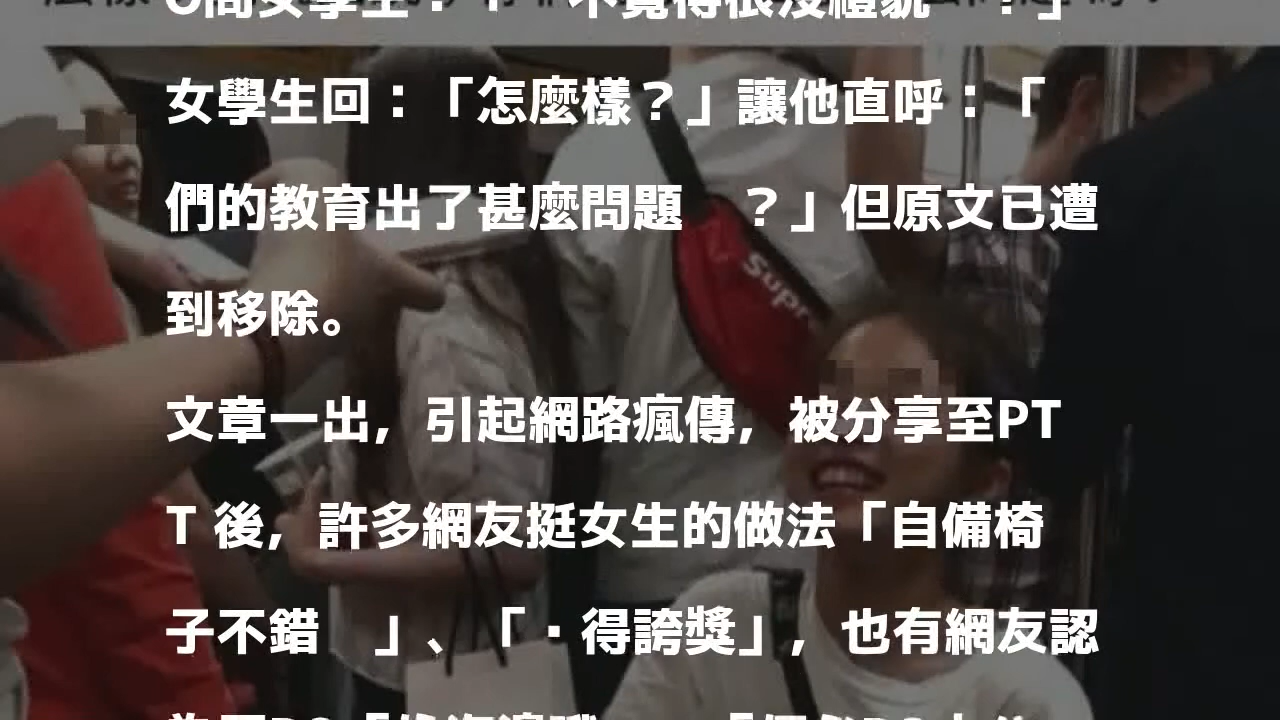 女學生回：「怎麼樣？」讓他直呼：「
們的教育出了甚麼問題　？」但原文已遭
到移除。
文章一出，引起網路瘋傳，被分享至PT
T 後，許多網友挺女生的做法「自備椅
子不錯　」、「▪得誇獎」，也有網友認
Supr